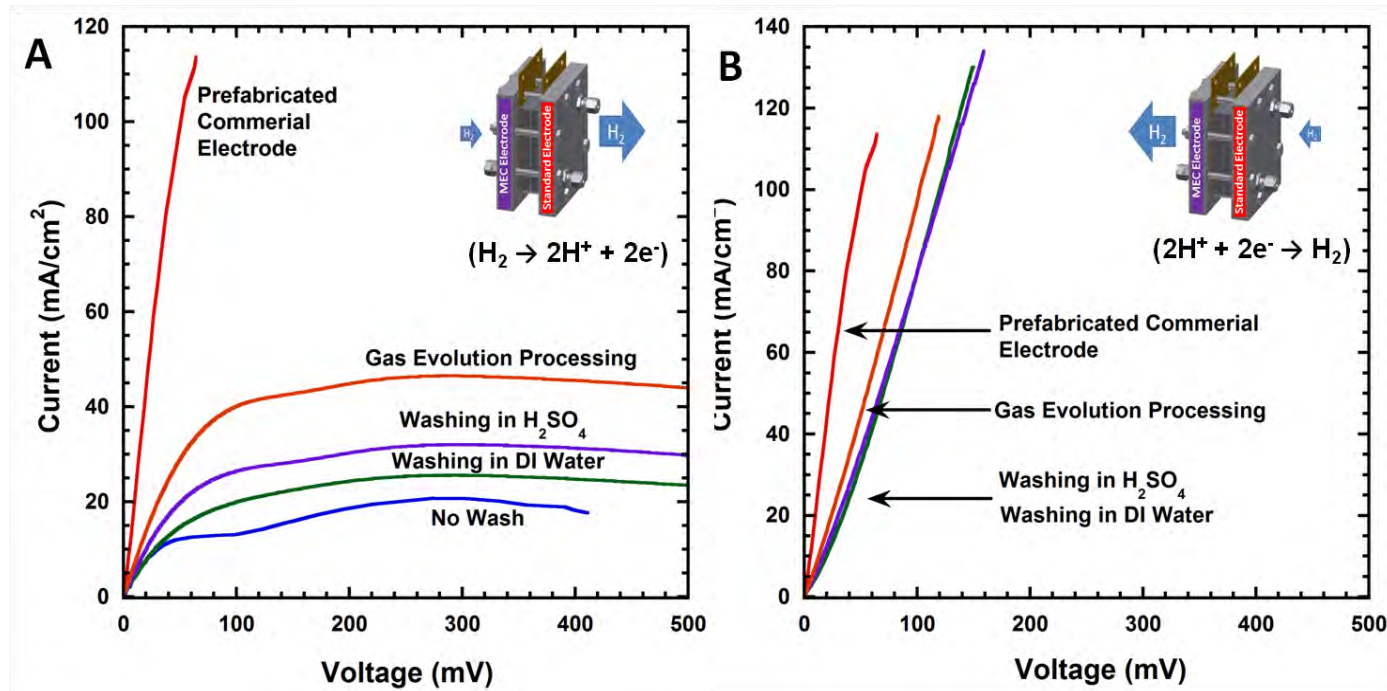 A
120
100
80
60
40
20
0
Current (mA/cm²)
0 100 200 300 400 500
Voltage (mV)
Prefabricated
Commerial
Electrode
H₂
MEC Electrode
Standard Electrode
H₂
(H₂ → 2H⁺ + 2e⁻)
Gas Evolution Processing
Washing in H₂SO₄
Washing in DI Water
No Wash
B
140
120
100
80
60
40
20
0
Current (mA/cm⁻)
0 100 200 300 400 500
Voltage (mV)
H₂
MEC Electrode
Standard Electrode
H₂
(2H⁺ + 2e⁻ → H₂)
Prefabricated Commerial
Electrode
Gas Evolution Processing
Washing in H₂SO₄
Washing in DI Water